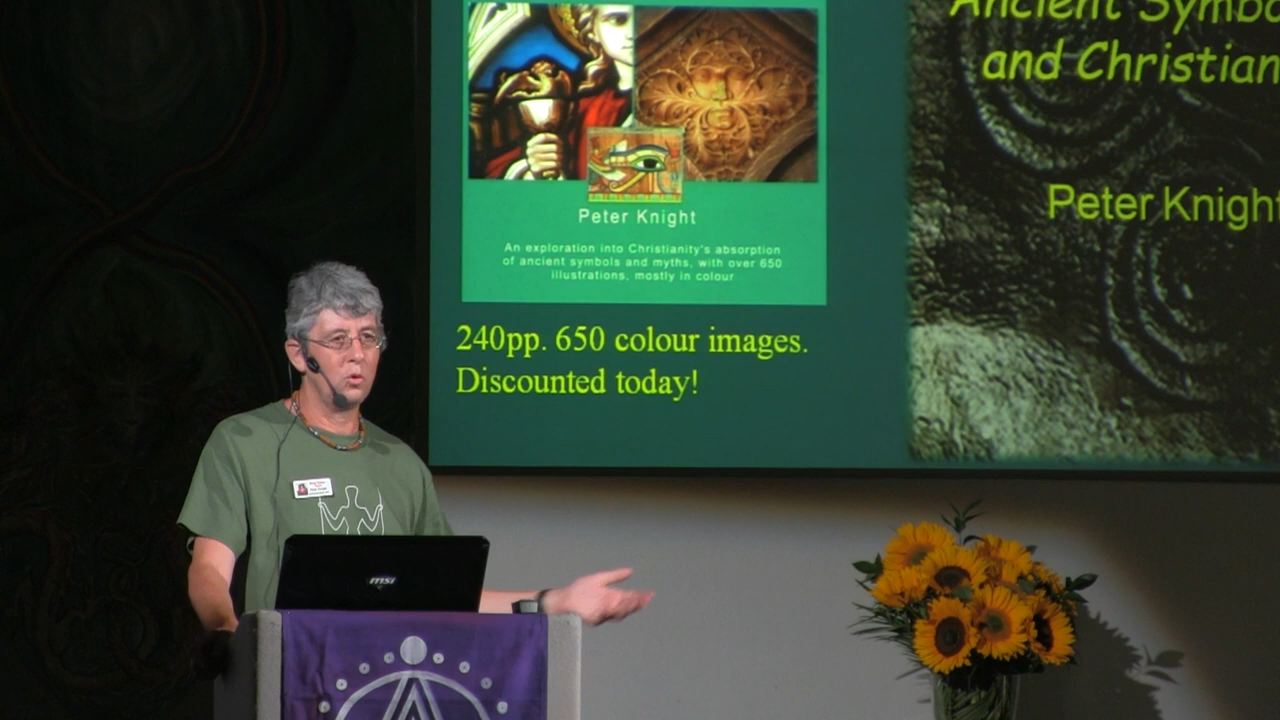 Peter Knight
An exploration into Christianity's absorption
of ancient symbols and myths, with over 650
illustrations, mostly in colour
240pp. 650 colour images.
Discounted today!
Ancient Symbo
and Christian
Peter Knight
msi